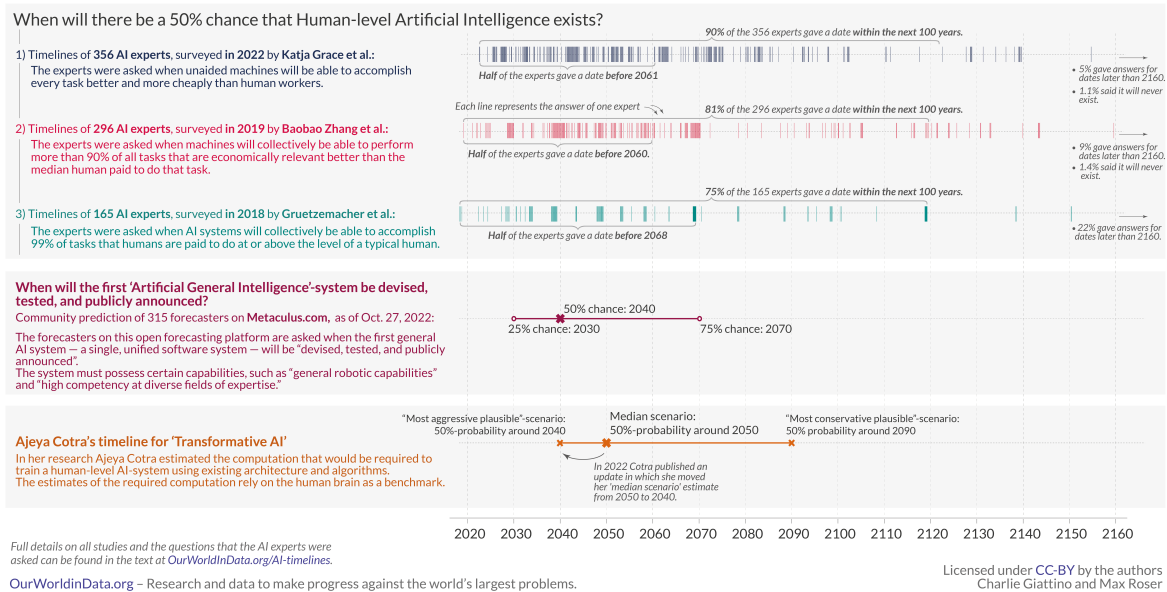 When will there be a 50% chance that Human-level Artificial Intelligence exists?
1) Timelines of 356 AI experts, surveyed in 2022 by Katja Grace et al.:
The experts were asked when unaided machines will be able to accomplish
every task better and more cheaply than human workers.
90% of the 356 experts gave a date within the next 100 years.
Half of the experts gave a date before 2061
• 5% gave answers for
dates later than 2160.
• 1.1% said it will never
exist.
Each line represents the answer of one expert
2) Timelines of 296 AI experts, surveyed in 2019 by Baobao Zhang et al.:
The experts were asked when machines will collectively be able to perform
more than 90% of all tasks that are economically relevant better than the
median human paid to do that task.
81% of the 296 experts gave a date within the next 100 years.
Half of the experts gave a date before 2060.
• 9% gave answers for
dates later than 2160.
• 1.4% said it will never
exist.
3) Timelines of 165 AI experts, surveyed in 2018 by Gruetzemacher et al.:
The experts were asked when AI systems will collectively be able to accomplish
99% of tasks that humans are paid to do at or above the level of a typical human.
75% of the 165 experts gave a date within the next 100 years.
Half of the experts gave a date before 2068
• 22% gave answers for
dates later than 2160.
When will the first ‘Artificial General Intelligence’-system be devised,
tested, and publicly announced?
Community prediction of 315 forecasters on Metaculus.com, as of Oct. 27, 2022:
The forecasters on this open forecasting platform are asked when the first general
AI system — a single, unified software system — will be “devised, tested, and publicly
announced”.
The system must possess certain capabilities, such as “general robotic capabilities”
and “high competency at diverse fields of expertise.”
50% chance: 2040
25% chance: 2030
75% chance: 2070
Ajeya Cotra’s timeline for ‘Transformative AI’
In her research Ajeya Cotra estimated the computation that would be required to
train a human-level AI-system using existing architecture and algorithms.
The estimates of the required computation rely on the human brain as a benchmark.
“Most aggressive plausible”-scenario:
50%-probability around 2040
Median scenario:
50%-probability around 2050
“Most conservative plausible”-scenario:
50% probability around 2090
In 2022 Cotra published an
update in which she moved
her ‘median scenario’ estimate
from 2050 to 2040.
2020 2030 2040 2050 2060 2070 2080 2090 2100 2110 2120 2130 2140 2150 2160
Full details on all studies and the questions that the AI experts were
asked can be found in the text at OurWorldInData.org/AI-timelines.
OurWorldinData.org – Research and data to make progress against the world’s largest problems.
Licensed under CC-BY by the authors
Charlie Giattino and Max Roser